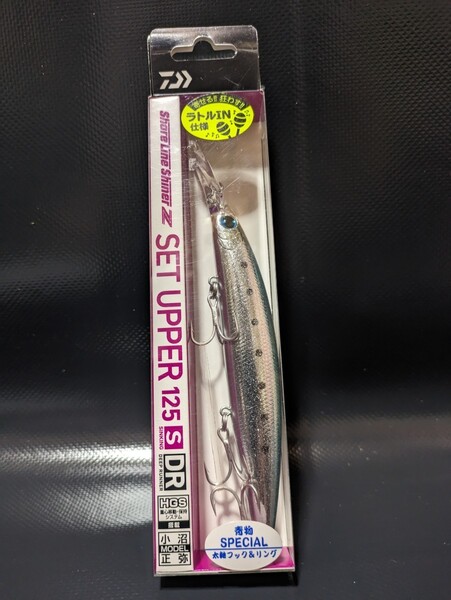 DAIWA
寄せる!! 狂わす!!
ラトルIN
仕様
Shore Line Shiner Z
SET UPPER 125 S DR
SINKING DEEP RUNNER
HGS
重心移動・保持
システム
搭載
小沼
MODEL
正弥
青物
SPECIAL
太軸フック&リング